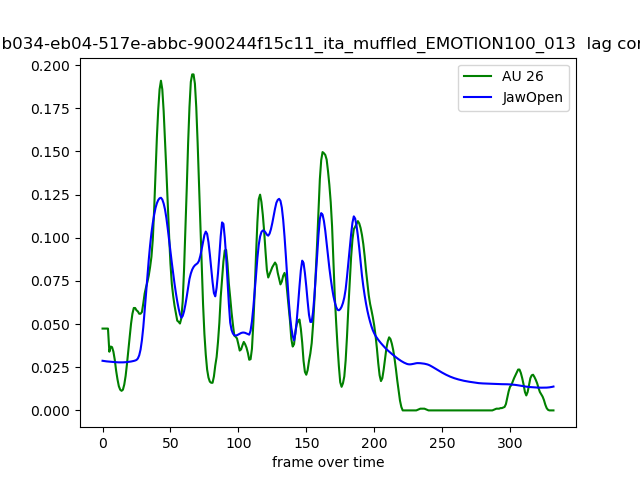 b034-eb04-517e-abbc-900244f15c11_ita_muffled_EMOTION100_013 lag
AU 26
JawOpen
0.200
0.175
0.150
0.125
0.100
0.075
0.050
0.025
0.000
0 50 100 150 200 250 300
frame over time